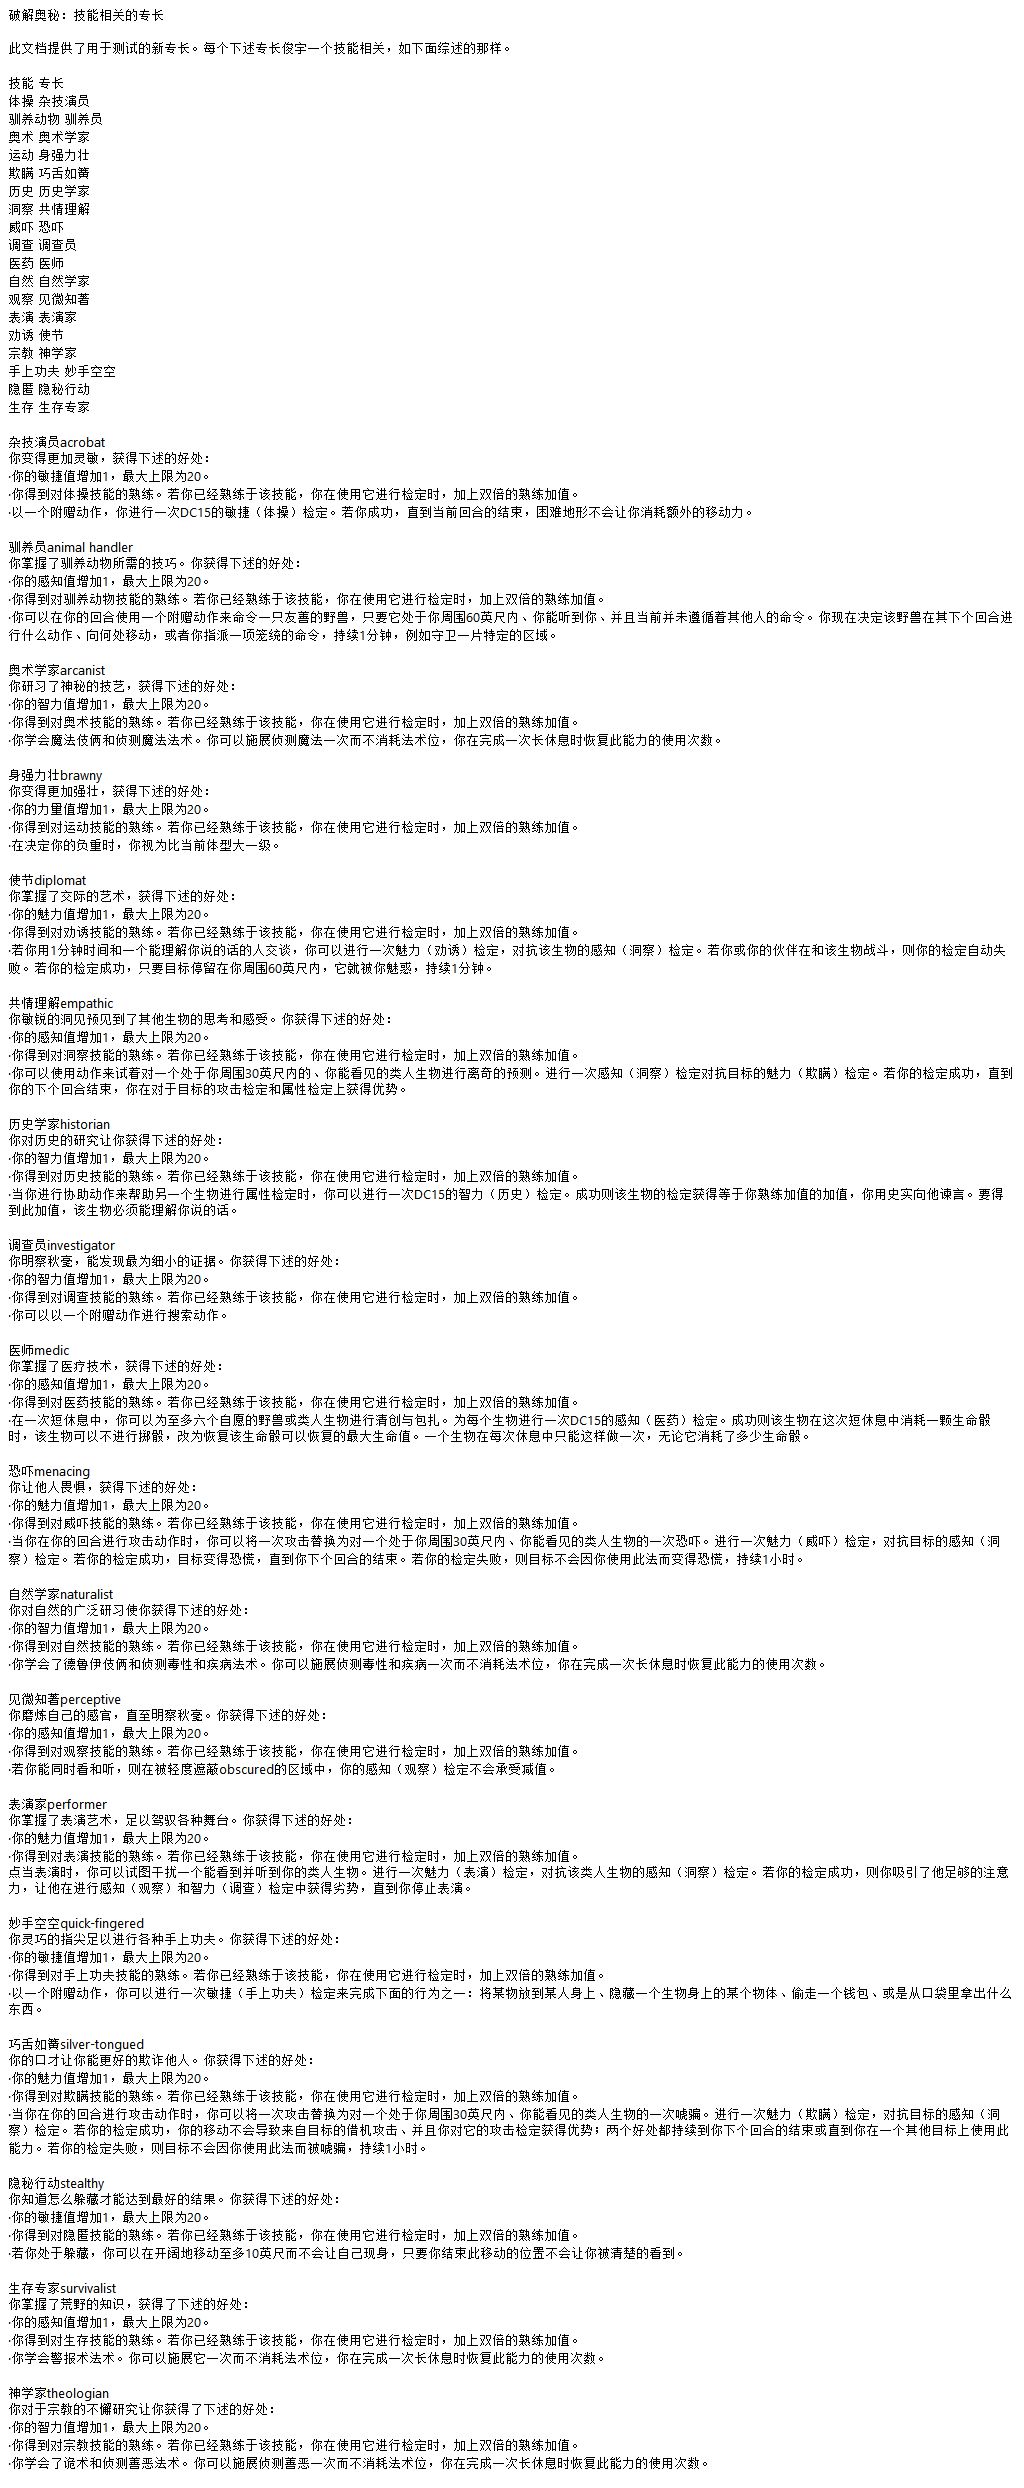 破解奥秘：技能相关的专长
此文档提供了用于测试的新专长。每个下述专长俊宇一个技能相关，如下面综述的那样。
技能 专长
体操 杂技演员
驯养动物 驯养员
奥术 奥术学家
运动 身强力壮
欺瞒 巧舌如簧
历史 历史学家
洞察 共情理解
威吓 恐吓
调查 调查员
医药 医师
自然 自然学家
观察 见微知著
表演 表演家
劝诱 使节
宗教 神学家
手上功夫 妙手空空
隐匿 隐秘行动
生存 生存专家
杂技演员acrobat
你变得更加灵敏，获得下述的好处：
·你的敏捷值增加1，最大上限为20。
·你得到对体操技能的熟练。若你已经熟练于该技能，你在使用它进行检定时，加上双倍的熟练加值。
·以一个附赠动作，你进行一次DC15的敏捷（体操）检定。若你成功，直到当前回合的结束，困难地形不会让你消耗额外的移动力。
驯养员animal handler
你掌握了驯养动物所需的技巧。你获得下述的好处：
·你的感知值增加1，最大上限为20。
·你得到对驯养动物技能的熟练。若你已经熟练于该技能，你在使用它进行检定时，加上双倍的熟练加值。
·你可以在你的回合使用一个附赠动作来命令一只友善的野兽，只要它处于你周围60英尺内、你能听到你、并且当前并未遵循着其他人的命令。你现在决定该野兽在其下个回合进
行什么动作、向何处移动，或者你指派一项笼统的命令，持续1分钟，例如守卫一片特定的区域。
奥术学家arcanist
你研习了神秘的技艺，获得下述的好处：
·你的智力值增加1，最大上限为20。
·你得到对奥术技能的熟练。若你已经熟练于该技能，你在使用它进行检定时，加上双倍的熟练加值。
·你学会魔法伎俩和侦测魔法法术。你可以施展侦测魔法一次而不消耗法术位，你在完成一次长休息时恢复此能力的使用次数。
身强力壮brawny
你变得更加强壮，获得下述的好处：
·你的力量值增加1，最大上限为20。
·你得到对运动技能的熟练。若你已经熟练于该技能，你在使用它进行检定时，加上双倍的熟练加值。
·在决定你的负重时，你视为比当前体型大一级。
使节diplomat
你掌握了交际的艺术，获得下述的好处：
·你的魅力值增加1，最大上限为20。
·你得到对劝诱技能的熟练。若你已经熟练于该技能，你在使用它进行检定时，加上双倍的熟练加值。
·若你用1分钟时间和一个能理解你说的话的人交谈，你可以进行一次魅力（劝诱）检定，对抗该生物的感知（洞察）检定。若你或你的伙伴在和该生物战斗，则你的检定自动失
败。若你的检定成功，只要目标停留在你周围60英尺内，它就被你魅惑，持续1分钟。
共情理解empathic
你敏锐的洞见预见到了其他生物的思考和感受。你获得下述的好处：
·你的感知值增加1，最大上限为20。
·你得到对洞察技能的熟练。若你已经熟练于该技能，你在使用它进行检定时，加上双倍的熟练加值。
·你可以使用动作来试着对一个处于你周围30英尺内的、你能看见的类人生物进行离奇的预测。进行一次感知（洞察）检定对抗目标的魅力（欺瞒）检定。若你的检定成功，直到
你的下个回合结束，你在对于目标的攻击检定和属性检定上获得优势。
历史学家historian
你对历史的研究让你获得下述的好处：
·你的智力值增加1，最大上限为20。
·你得到对历史技能的熟练。若你已经熟练于该技能，你在使用它进行检定时，加上双倍的熟练加值。
·当你进行协助动作来帮助另一个生物进行属性检定时，你可以进行一次DC15的智力（历史）检定。成功则该生物的检定获得等于你熟练加值的加值，你用史实向他谏言。要得
到此加值，该生物必须能理解你说的话。
调查员investigator
你明察秋毫，能发现最为细小的证据。你获得下述的好处：
·你的智力值增加1，最大上限为20。
·你得到对调查技能的熟练。若你已经熟练于该技能，你在使用它进行检定时，加上双倍的熟练加值。
·你可以以一个附赠动作进行搜索动作。
医师medic
你掌握了医疗技术，获得下述的好处：
·你的感知值增加1，最大上限为20。
·你得到对医药技能的熟练。若你已经熟练于该技能，你在使用它进行检定时，加上双倍的熟练加值。
·在一次短休息中，你可以为至多六个自愿的野兽或类人生物进行清创与包扎。为每个生物进行一次DC15的感知（医药）检定。成功则该生物在这次短休息中消耗一颗生命骰
时，该生物可以不进行掷骰，改为恢复该生命骰可以恢复的最大生命值。一个生物在每次休息中只能这样做一次，无论它消耗了多少生命骰。
恐吓menacing
你让他人畏惧，获得下述的好处：
·你的魅力值增加1，最大上限为20。
·你得到对威吓技能的熟练。若你已经熟练于该技能，你在使用它进行检定时，加上双倍的熟练加值。
·当你在你的回合进行攻击动作时，你可以将一次攻击替换为对一个处于你周围30英尺内、你能看见的类人生物的一次恐吓。进行一次魅力（威吓）检定，对抗目标的感知（洞
察）检定。若你的检定成功，目标变得恐慌，直到你下个回合的结束。若你的检定失败，则目标不会因你使用此法而变得恐慌，持续1小时。
自然学家naturalist
你对自然的广泛研习使你获得下述的好处：
·你的智力值增加1，最大上限为20。
·你得到对自然技能的熟练。若你已经熟练于该技能，你在使用它进行检定时，加上双倍的熟练加值。
·你学会了德鲁伊伎俩和侦测毒性和疾病法术。你可以施展侦测毒性和疾病一次而不消耗法术位，你在完成一次长休息时恢复此能力的使用次数。
见微知著perceptive
你磨炼自己的感官，直至明察秋毫。你获得下述的好处：
·你的感知值增加1，最大上限为20。
·你得到对观察技能的熟练。若你已经熟练于该技能，你在使用它进行检定时，加上双倍的熟练加值。
·若你能同时看和听，则在被轻度遮蔽obscured的区域中，你的感知（观察）检定不会承受减值。
表演家performer
你掌握了表演艺术，足以驾驭各种舞台。你获得下述的好处：
·你的魅力值增加1，最大上限为20。
·你得到对表演技能的熟练。若你已经熟练于该技能，你在使用它进行检定时，加上双倍的熟练加值。
点当表演时，你可以试图干扰一个能看到并听到你的类人生物。进行一次魅力（表演）检定，对抗该类人生物的感知（洞察）检定。若你的检定成功，则你吸引了他足够的注意
力，让他在进行感知（观察）和智力（调查）检定中获得劣势，直到你停止表演。
妙手空空quick-fingered
你灵巧的指尖足以进行各种手上功夫。你获得下述的好处：
·你的敏捷值增加1，最大上限为20。
·你得到对手上功夫技能的熟练。若你已经熟练于该技能，你在使用它进行检定时，加上双倍的熟练加值。
·以一个附赠动作，你可以进行一次敏捷（手上功夫）检定来完成下面的行为之一：将某物放到某人身上、隐藏一个生物身上的某个物体、偷走一个钱包、或是从口袋里拿出什么
东西。
巧舌如簧silver-tongued
你的口才让你能更好的欺诈他人。你获得下述的好处：
·你的魅力值增加1，最大上限为20。
·你得到对欺瞒技能的熟练。若你已经熟练于该技能，你在使用它进行检定时，加上双倍的熟练加值。
·当你在你的回合进行攻击动作时，你可以将一次攻击替换为对一个处于你周围30英尺内、你能看见的类人生物的一次唬骗。进行一次魅力（欺瞒）检定，对抗目标的感知（洞
察）检定。若你的检定成功，你的移动不会导致来自目标的借机攻击、并且你对它的攻击检定获得优势；两个好处都持续到你下个回合的结束或直到你在一个其他目标上使用此
能力。若你的检定失败，则目标不会因你使用此法而被唬骗，持续1小时。
隐秘行动stealthy
你知道怎么躲藏才能达到最好的结果。你获得下述的好处：
·你的敏捷值增加1，最大上限为20。
·你得到对隐匿技能的熟练。若你已经熟练于该技能，你在使用它进行检定时，加上双倍的熟练加值。
·若你处于躲藏，你可以在开阔地移动至多10英尺而不会让自己现身，只要你结束此移动的位置不会让你被清楚的看到。
生存专家survivalist
你掌握了荒野的知识，获得了下述的好处：
·你的感知值增加1，最大上限为20。
·你得到对生存技能的熟练。若你已经熟练于该技能，你在使用它进行检定时，加上双倍的熟练加值。
·你学会警报术法术。你可以施展它一次而不消耗法术位，你在完成一次长休息时恢复此能力的使用次数。
神学家theologian
你对于宗教的不懈研究让你获得了下述的好处：
·你的智力值增加1，最大上限为20。
·你得到对宗教技能的熟练。若你已经熟练于该技能，你在使用它进行检定时，加上双倍的熟练加值。
·你学会了诡术和侦测善恶法术。你可以施展侦测善恶一次而不消耗法术位，你在完成一次长休息时恢复此能力的使用次数。